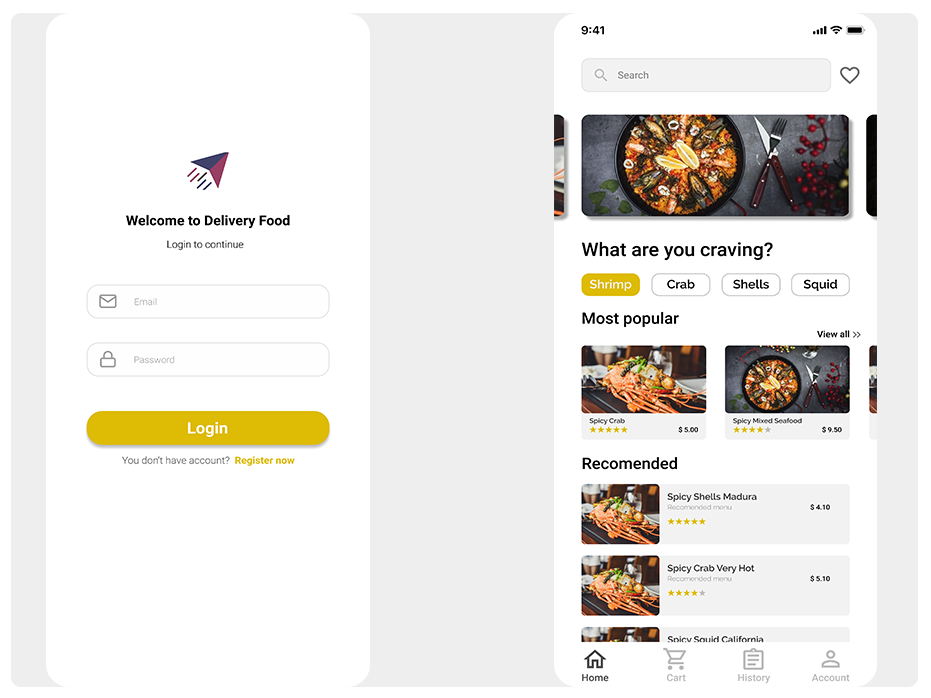 Welcome to Delivery Food
Login to continue
Email
Password
Login
You don't have account? Register now
9:41
Search
What are you craving?
Shrimp Crab Shells Squid
Most popular
View all >>
Spicy Crab
$ 5.00
Spicy Mixed Seafood
$ 9.50
Recomended
Spicy Shells Madura
Recomended menu
$ 4.10
Spicy Crab Very Hot
Recomended menu
$ 5.10
Spicy Squid California
Home Cart History Account